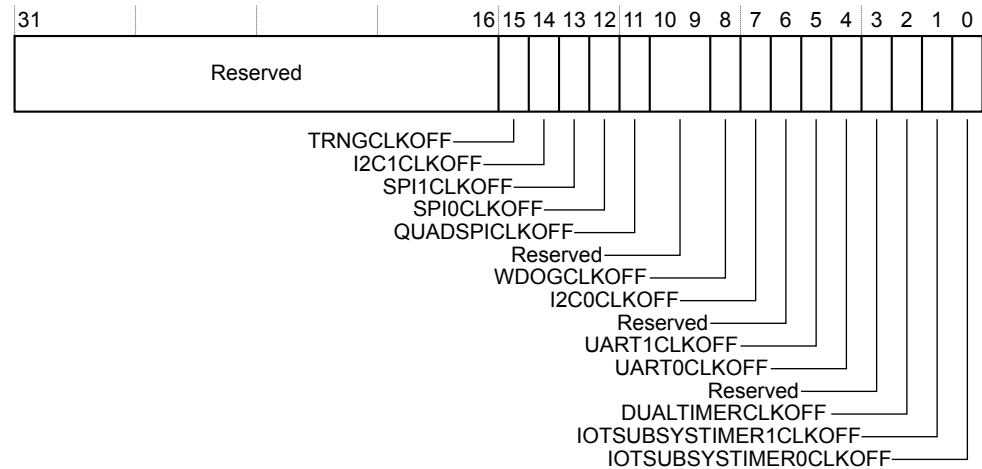 31 16 15 14 13 12 11 10 9 8 7 6 5 4 3 2 1 0
Reserved
TRNGCLKOFF
I2C1CLKOFF
SPI1CLKOFF
SPI0CLKOFF
QUADSPICLKOFF
Reserved
WDOGCLKOFF
I2C0CLKOFF
Reserved
UART1CLKOFF
UART0CLKOFF
Reserved
DUALTIMERCLKOFF
IOTSUBSYSTIMER1CLKOFF
IOTSUBSYSTIMER0CLKOFF